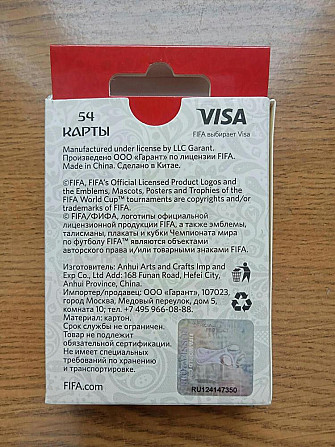 54
КАРТЫ
VISA
FIFA выбирает Visa
Manufactured under license by LLC Garant.
Произведено ООО «Гарант» по лицензии FIFA.
Made in China. Сделано в Китае.
©FIFA, FIFA's Official Licensed Product Logos and
the Emblems, Mascots, Posters and Trophies of the
FIFA World Cup™ tournaments are copyrights and/or
trademarks of FIFA.
© FIFA/ФИФА, логотипы официальной
лицензионной продукции FIFA, а также эмблемы,
талисманы, плакаты и кубки Чемпионата мира
по футболу FIFA™ являются объектами
авторского права и/или товарными знаками FIFA.
Изготовитель: Anhui Arts and Crafts Imp and
Exp Co., Ltd Add:168 Funan Road, Hefei City,
Anhui Province, China.
Импортер/продавец: ООО «Гарант», 107023,
город Москва, Медовый переулок, дом 5,
комната 10, тел.: +7 495 966-08-88.
Материал: картон.
Срок службы не ограничен.
Товар не подлежит
обязательной сертификации.
Не имеет специфических
требований по хранению
и транспортировке.
FIFA.com
RU124147350